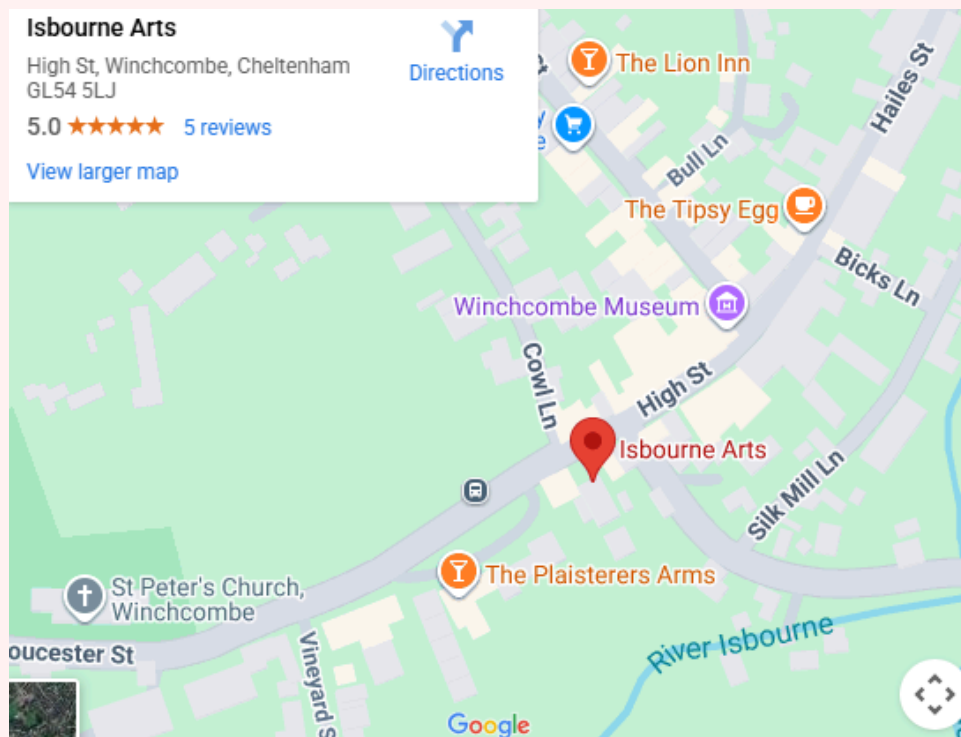 Isbourne Arts
High St, Winchcombe, Cheltenham
GL54 5LJ
5.0 ★★★★★ 5 reviews
View larger map
Directions
The Lion Inn
Hailes St
Bull Ln
The Tipsy Egg
Bicks Ln
Winchcombe Museum
Cowl Ln
High St
Isbourne Arts
Silk Mill Ln
The Plaisterers Arms
St Peter's Church,
Winchcombe
oucester St
Vineyard S
River Isbourne
Google